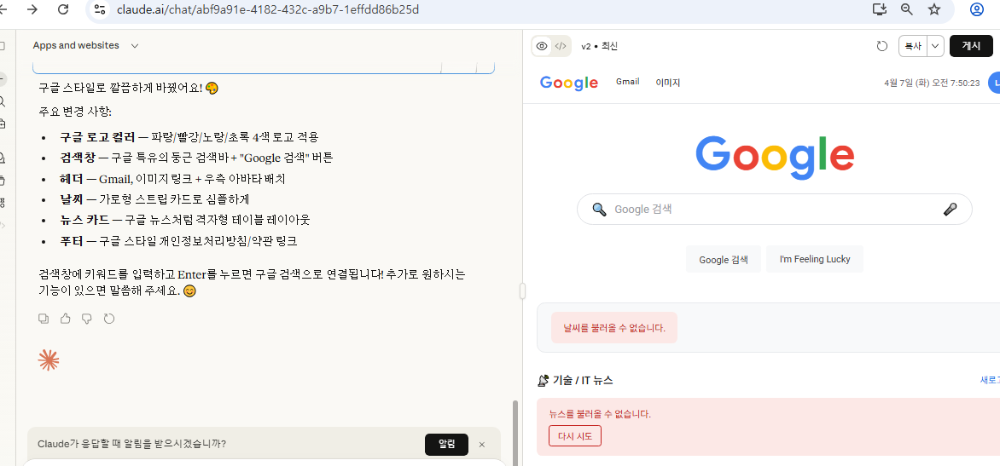 claude.ai/chat/abf9a91e-4182-432c-a9b7-1effdd86b25d
Apps and websites
구글 스타일로 깔끔하게 바꿨어요! 🎨
주요 변경 사항:
• 구글 로고 컬러 — 파랑/빨강/노랑/초록 4색 로고 적용
• 검색창 — 구글 특유의 둥근 검색바 + "Google 검색" 버튼
• 헤더 — Gmail, 이미지 링크 + 우측 아바타 배치
• 날씨 — 가로형 스트립 카드로 심플하게
• 뉴스 카드 — 구글 뉴스처럼 격자형 테이블 레이아웃
• 푸터 — 구글 스타일 개인정보처리방침/약관 링크
검색창에 키워드를 입력하고 Enter를 누르면 구글 검색으로 연결됩니다! 추가로 원하시는
기능이 있으면 말씀해 주세요. 😊
Claude가 응답할 때 알림을 받으시겠습니까?
알림
v2 • 최신
복사
게시
Google
Gmail
이미지
4월 7일 (화) 오전 7:50:23
Google
Google 검색
Google 검색
I'm Feeling Lucky
날씨를 불러올 수 없습니다.
기술 / IT 뉴스
뉴스를 불러올 수 없습니다.
다시 시도